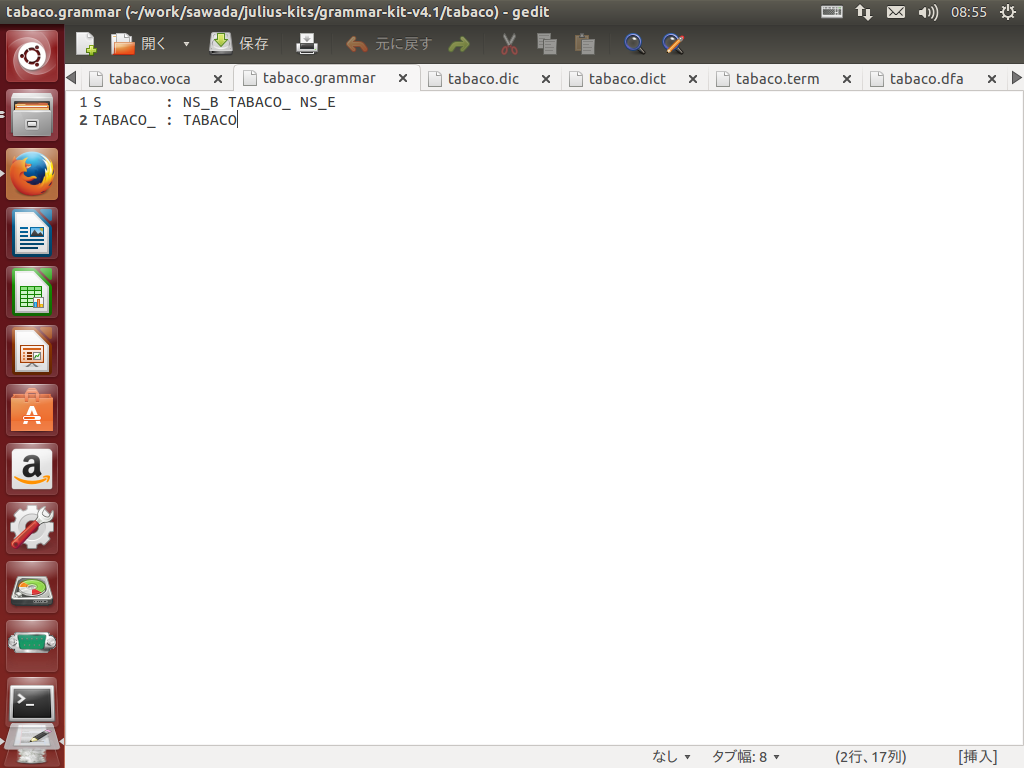 tabaco.grammar (~/work/sawada/julius-kits/grammar-kit-v4.1/tabaco) - gedit
08:55
開く 保存 元に戻す
tabaco.voca tabaco.grammar tabaco.dic tabaco.dict tabaco.term tabaco.dfa
1 S       : NS_B TABACO_ NS_E
2 TABACO_ : TABACO
なし タブ幅: 8 (2行、17列) [挿入]